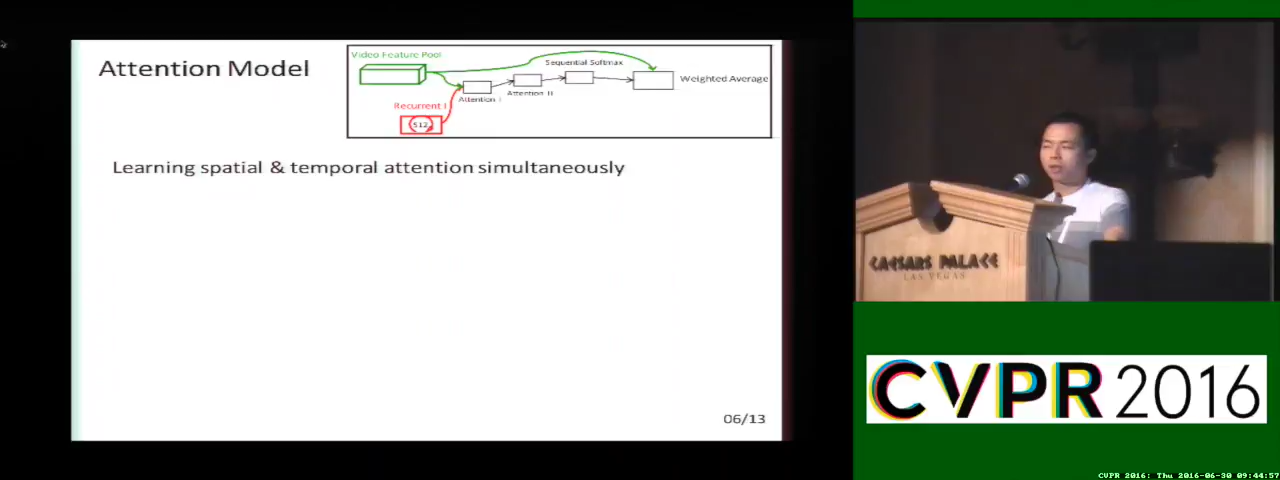 Attention Model
Video Feature Pool
Sequential Softmax
Weighted Average
Attention I
Attention II
Recurrent I
512
Learning spatial & temporal attention simultaneously
06/13
CAESARS PALACE
LAS VEGAS
CVPR 2016
CVPR 2016: Thu 2016-06-30 09:44:57